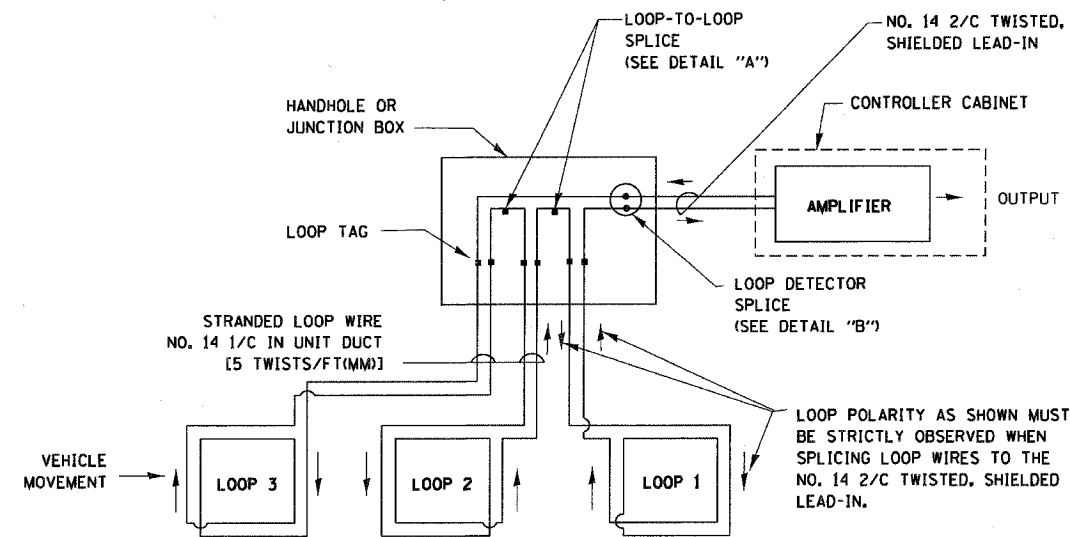 LOOP-TO-LOOP
SPLICE
(SEE DETAIL "A")
NO. 14 2/C TWISTED,
SHIELDED LEAD-IN
HANDHOLE OR
JUNCTION BOX
CONTROLLER CABINET
AMPLIFIER
OUTPUT
LOOP TAG
LOOP DETECTOR
SPLICE
(SEE DETAIL "B")
STRANDED LOOP WIRE
NO. 14 1/C IN UNIT DUCT
[5 TWISTS/FT(MM)]
LOOP POLARITY AS SHOWN MUST
BE STRICTLY OBSERVED WHEN
SPLICING LOOP WIRES TO THE
NO. 14 2/C TWISTED, SHIELDED
LEAD-IN.
VEHICLE
MOVEMENT
LOOP 3
LOOP 2
LOOP 1